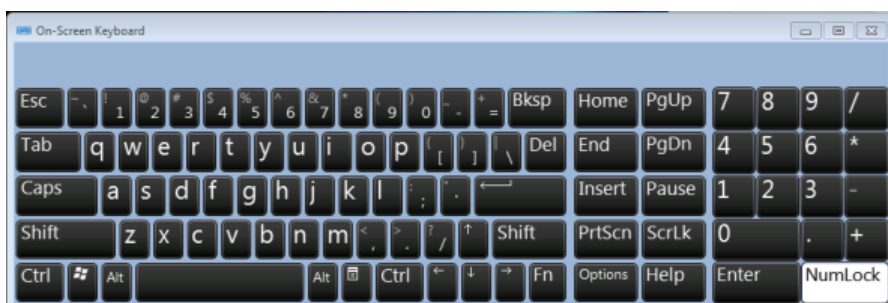 On-Screen Keyboard
Esc ~ ` ! 1 @ 2 # 3 $ 4 % 5 ^ 6 & 7 * 8 ( 9 ) 0 _ - + = Bksp Home PgUp 7 8 9 /
Tab q w e r t y u i o p { [ } ] | \ Del End PgDn 4 5 6 *
Caps a s d f g h j k l : ; " ' Insert Pause 1 2 3 -
Shift z x c v b n m < , > . ? / ↑ Shift PrtScn ScrLk 0 . +
Ctrl Alt Alt Ctrl ← ↓ → Fn Options Help Enter NumLock